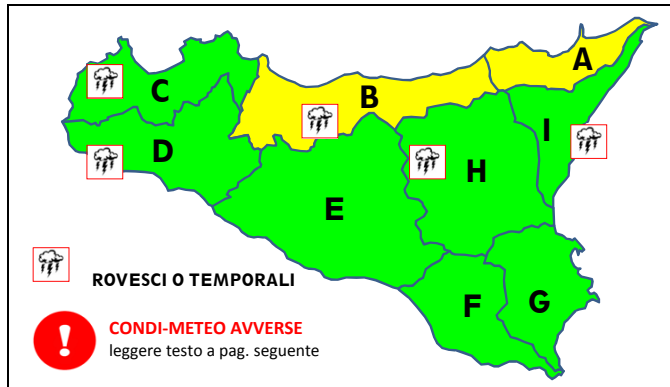 A
C
B
I
D
H
E
F
G
ROVESCI O TEMPORALI
!
CONDI-METEO AVVERSE
leggere testo a pag. seguente